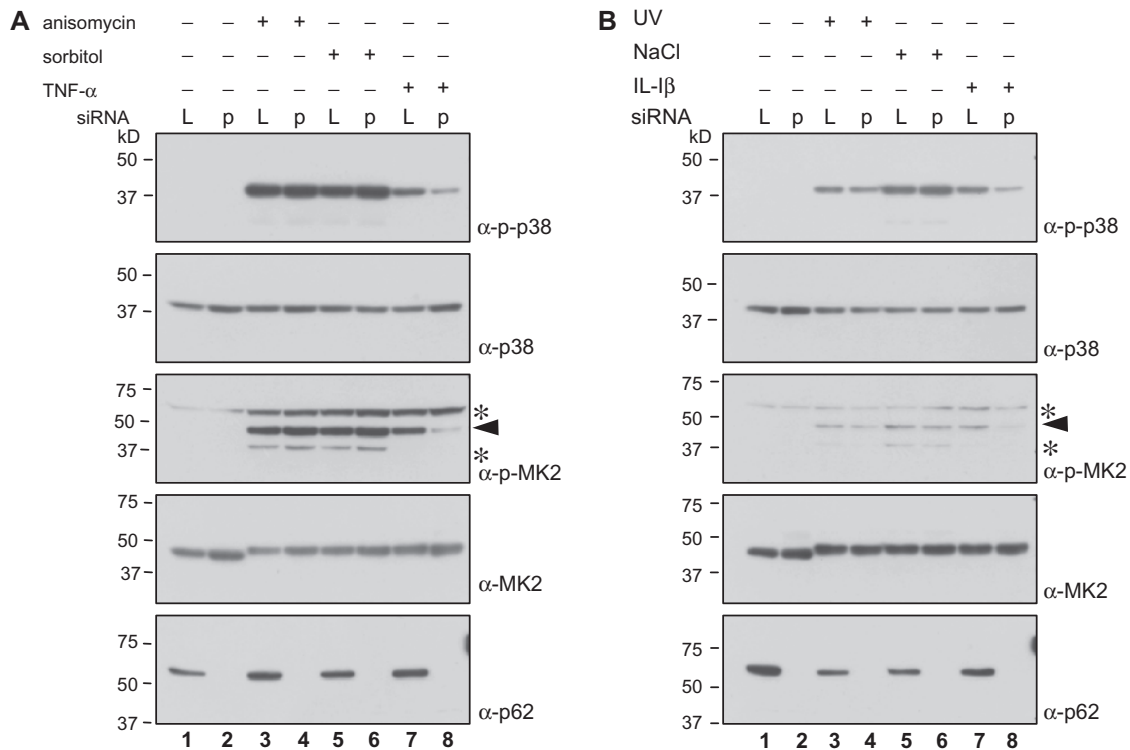 A anisomycin – – + + – – – –
sorbitol – – – – + + – –
TNF-α – – – – – – + +
siRNA L p L p L p L p
kD
50
37
α-p-p38
50
37
α-p38
75
50
37
*
*
α-p-MK2
75
50
37
α-MK2
75
50
37
α-p62
1 2 3 4 5 6 7 8
B UV – – + + – – – –
NaCl – – – – + + – –
IL-Iβ – – – – – – + +
siRNA L p L p L p L p
kD
50
37
α-p-p38
50
37
α-p38
75
50
37
*
*
α-p-MK2
75
50
37
α-MK2
75
50
37
α-p62
1 2 3 4 5 6 7 8